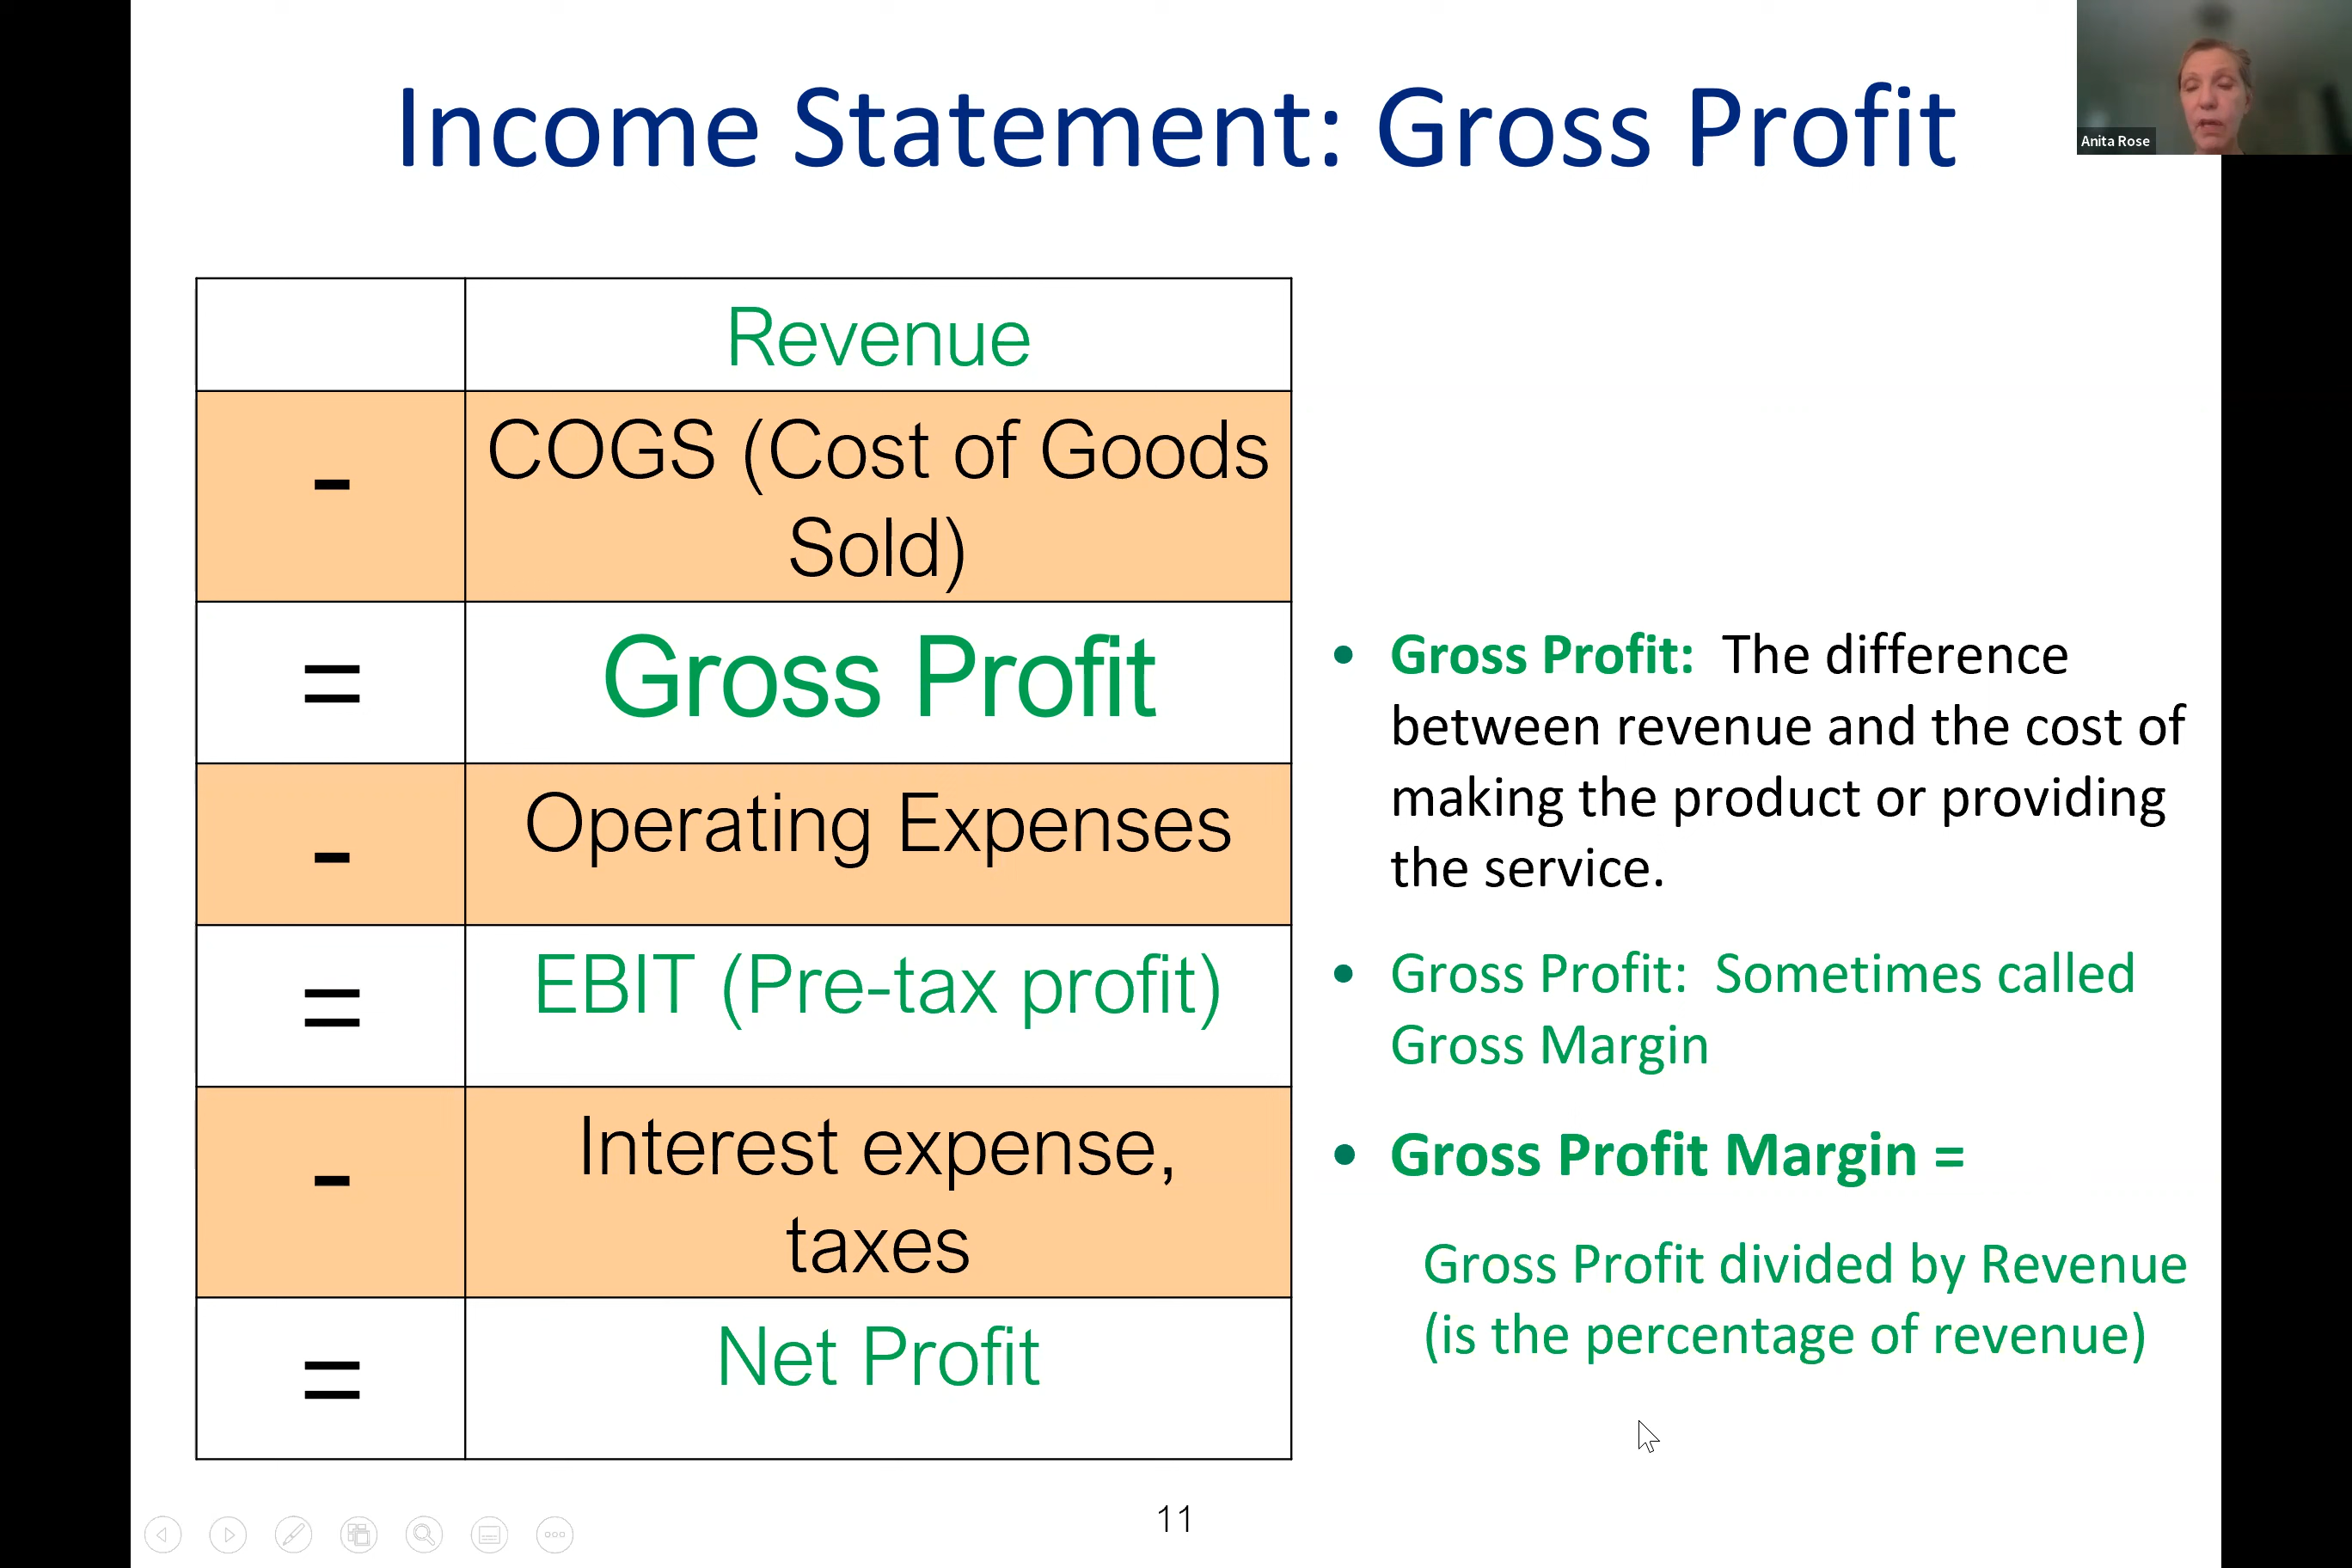 Income Statement: Gross Profit
Anita Rose
Revenue
- COGS (Cost of Goods
Sold)
= Gross Profit
- Operating Expenses
= EBIT (Pre-tax profit)
- Interest expense,
taxes
= Net Profit
• Gross Profit: The difference
between revenue and the cost of
making the product or providing
the service.
• Gross Profit: Sometimes called
Gross Margin
• Gross Profit Margin =
Gross Profit divided by Revenue
(is the percentage of revenue)
11